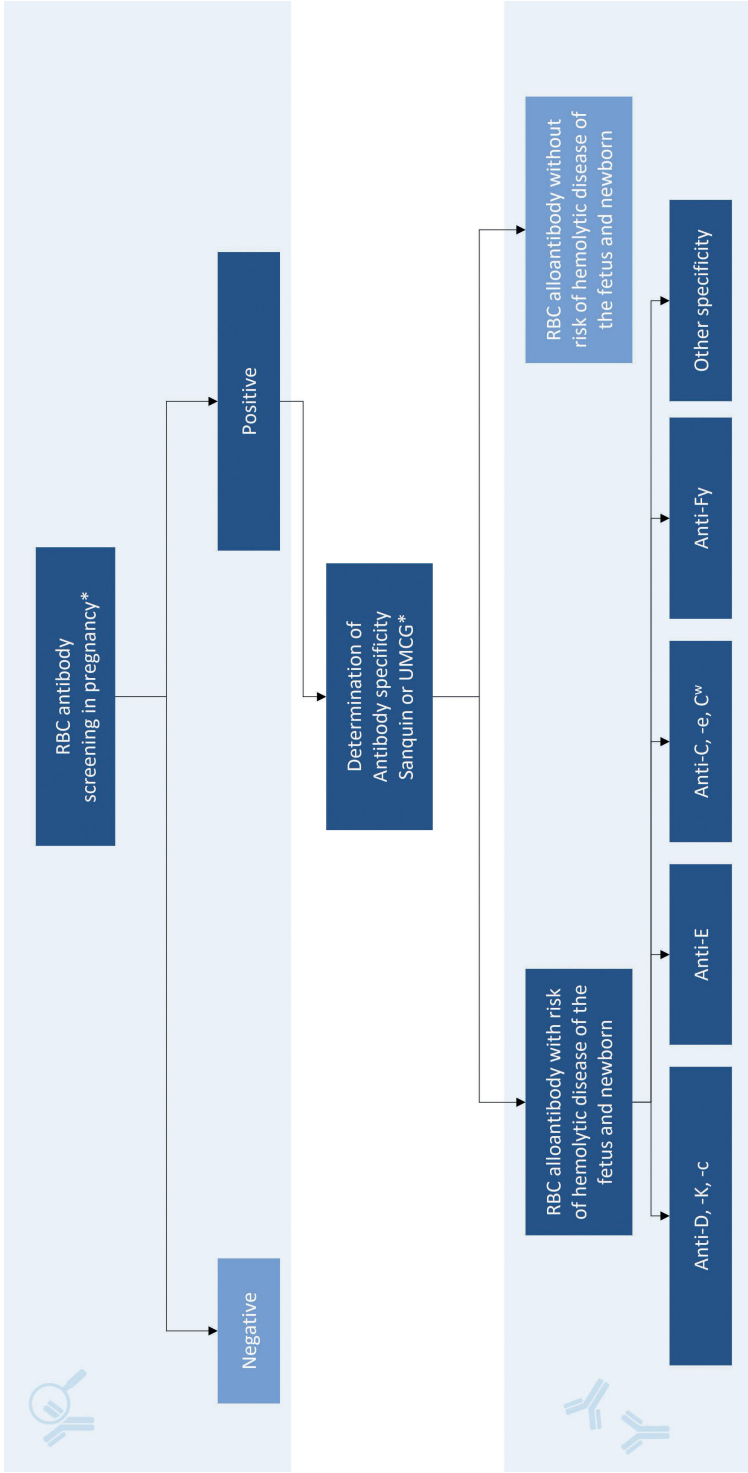 RBC antibody
screening in pregnancy*
Negative
Positive
Determination of
Antibody specificity
Sanquin or UMCG*
RBC alloantibody with risk
of hemolytic disease of the
fetus and newborn
RBC alloantibody without
risk of hemolytic disease of
the fetus and newborn
Anti-D, -K, -c
Anti-E
Anti-C, -e, Cʷ
Anti-Fy
Other specificity